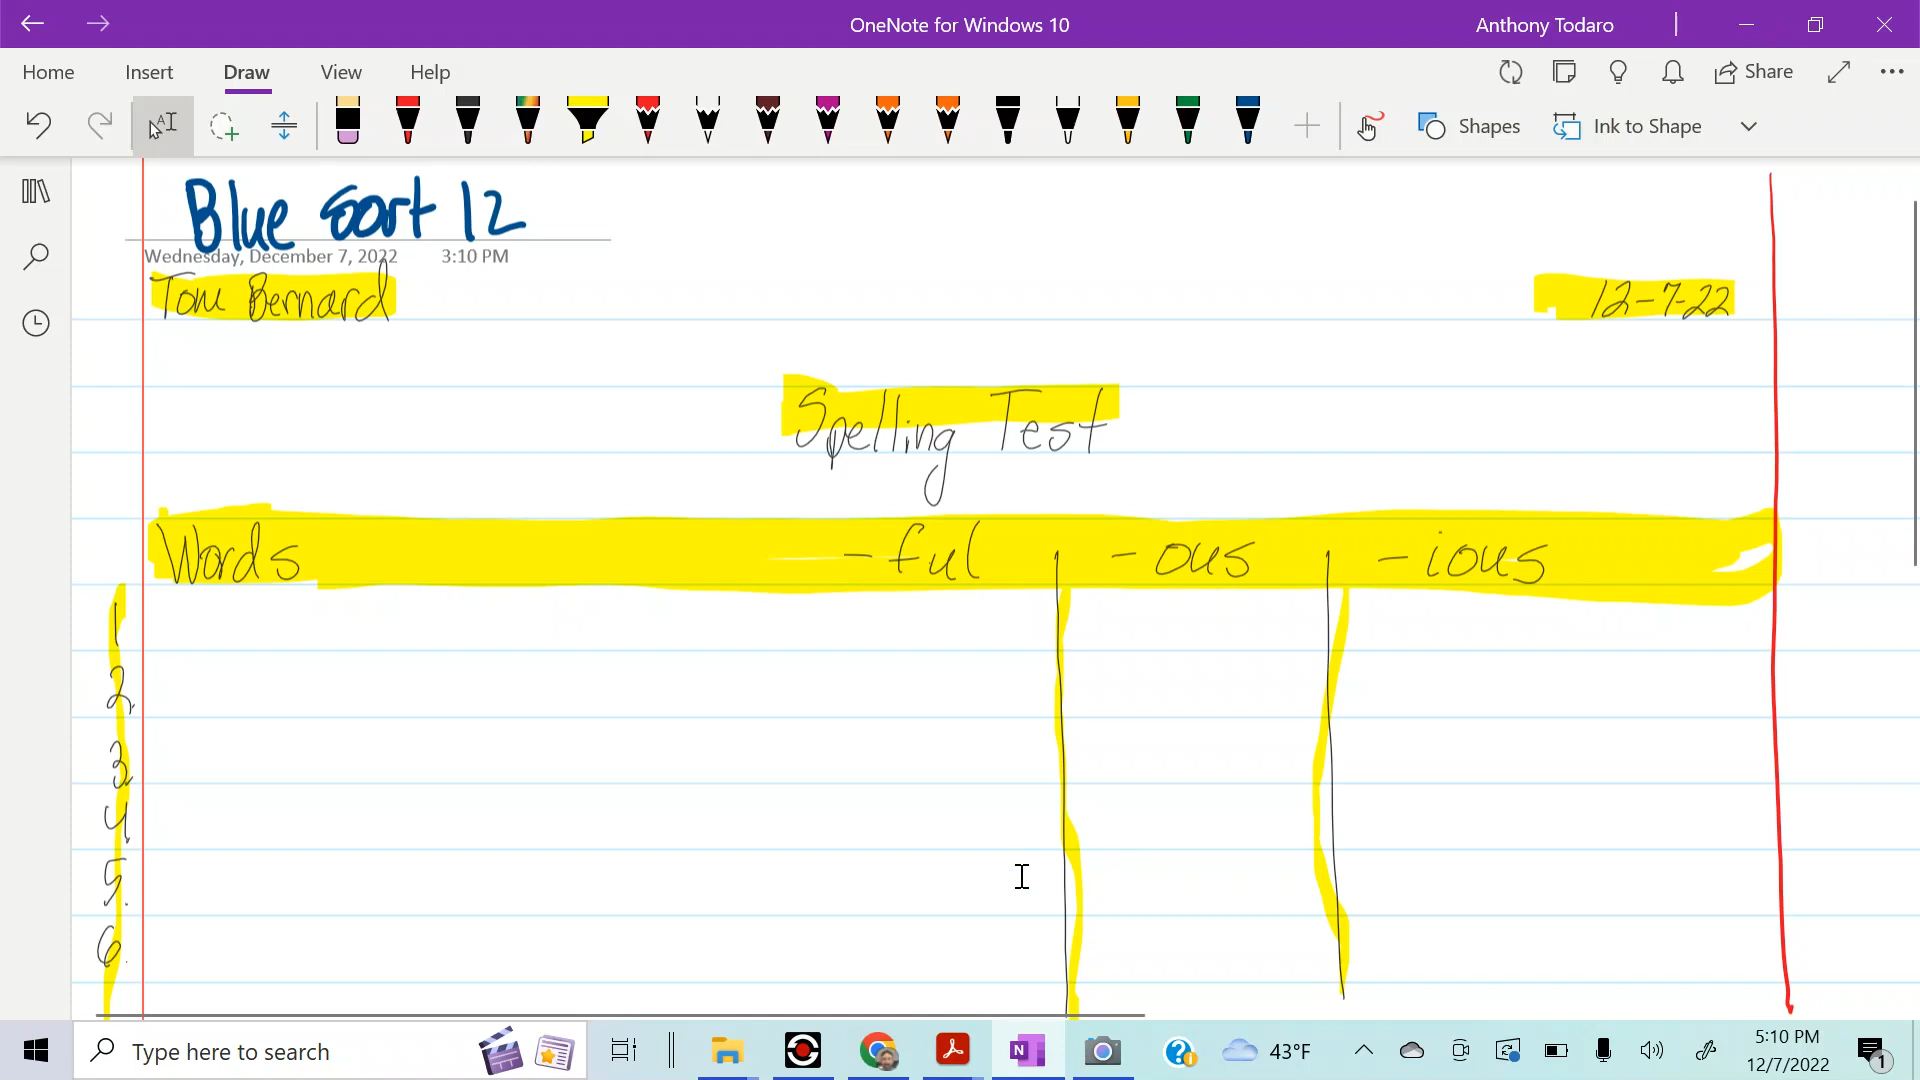 OneNote for Windows 10
Anthony Todaro
Home Insert Draw View Help
Share
Shapes
Ink to Shape
Blue Sort 12
Wednesday, December 7, 2022 3:10 PM
Tom Bernard 12-7-22
Spelling Test
Words -ful -ous -ious
1
2.
3
4.
5.
6.
Type here to search
43°F
5:10 PM
12/7/2022
1